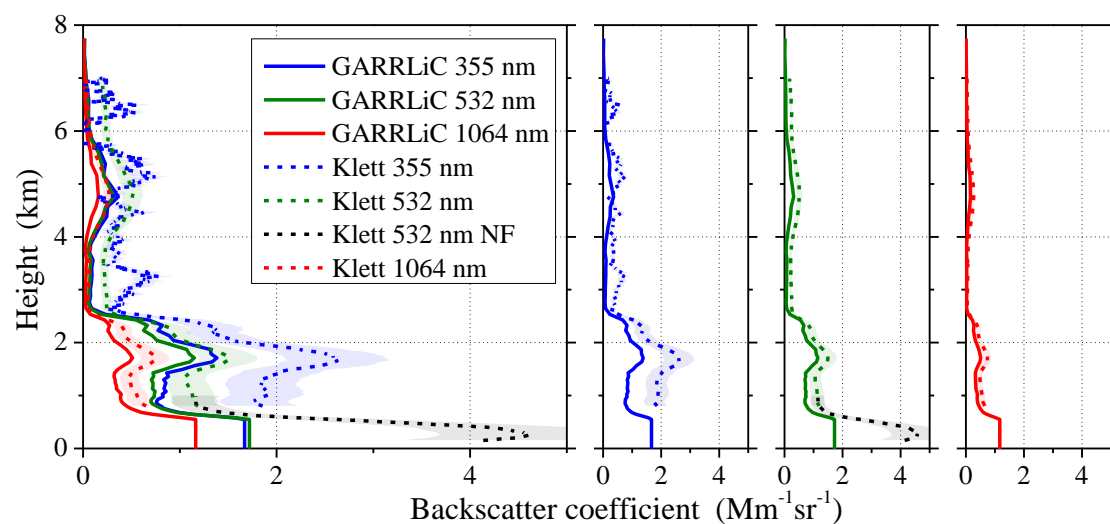 8
6
4
2
0
Height (km)
GARRLiC 355 nm
GARRLiC 532 nm
GARRLiC 1064 nm
Klett 355 nm
Klett 532 nm
Klett 532 nm NF
Klett 1064 nm
0 2 4 0 2 4 0 2 4 0 2 4
Backscatter coefficient (Mm⁻¹sr⁻¹)